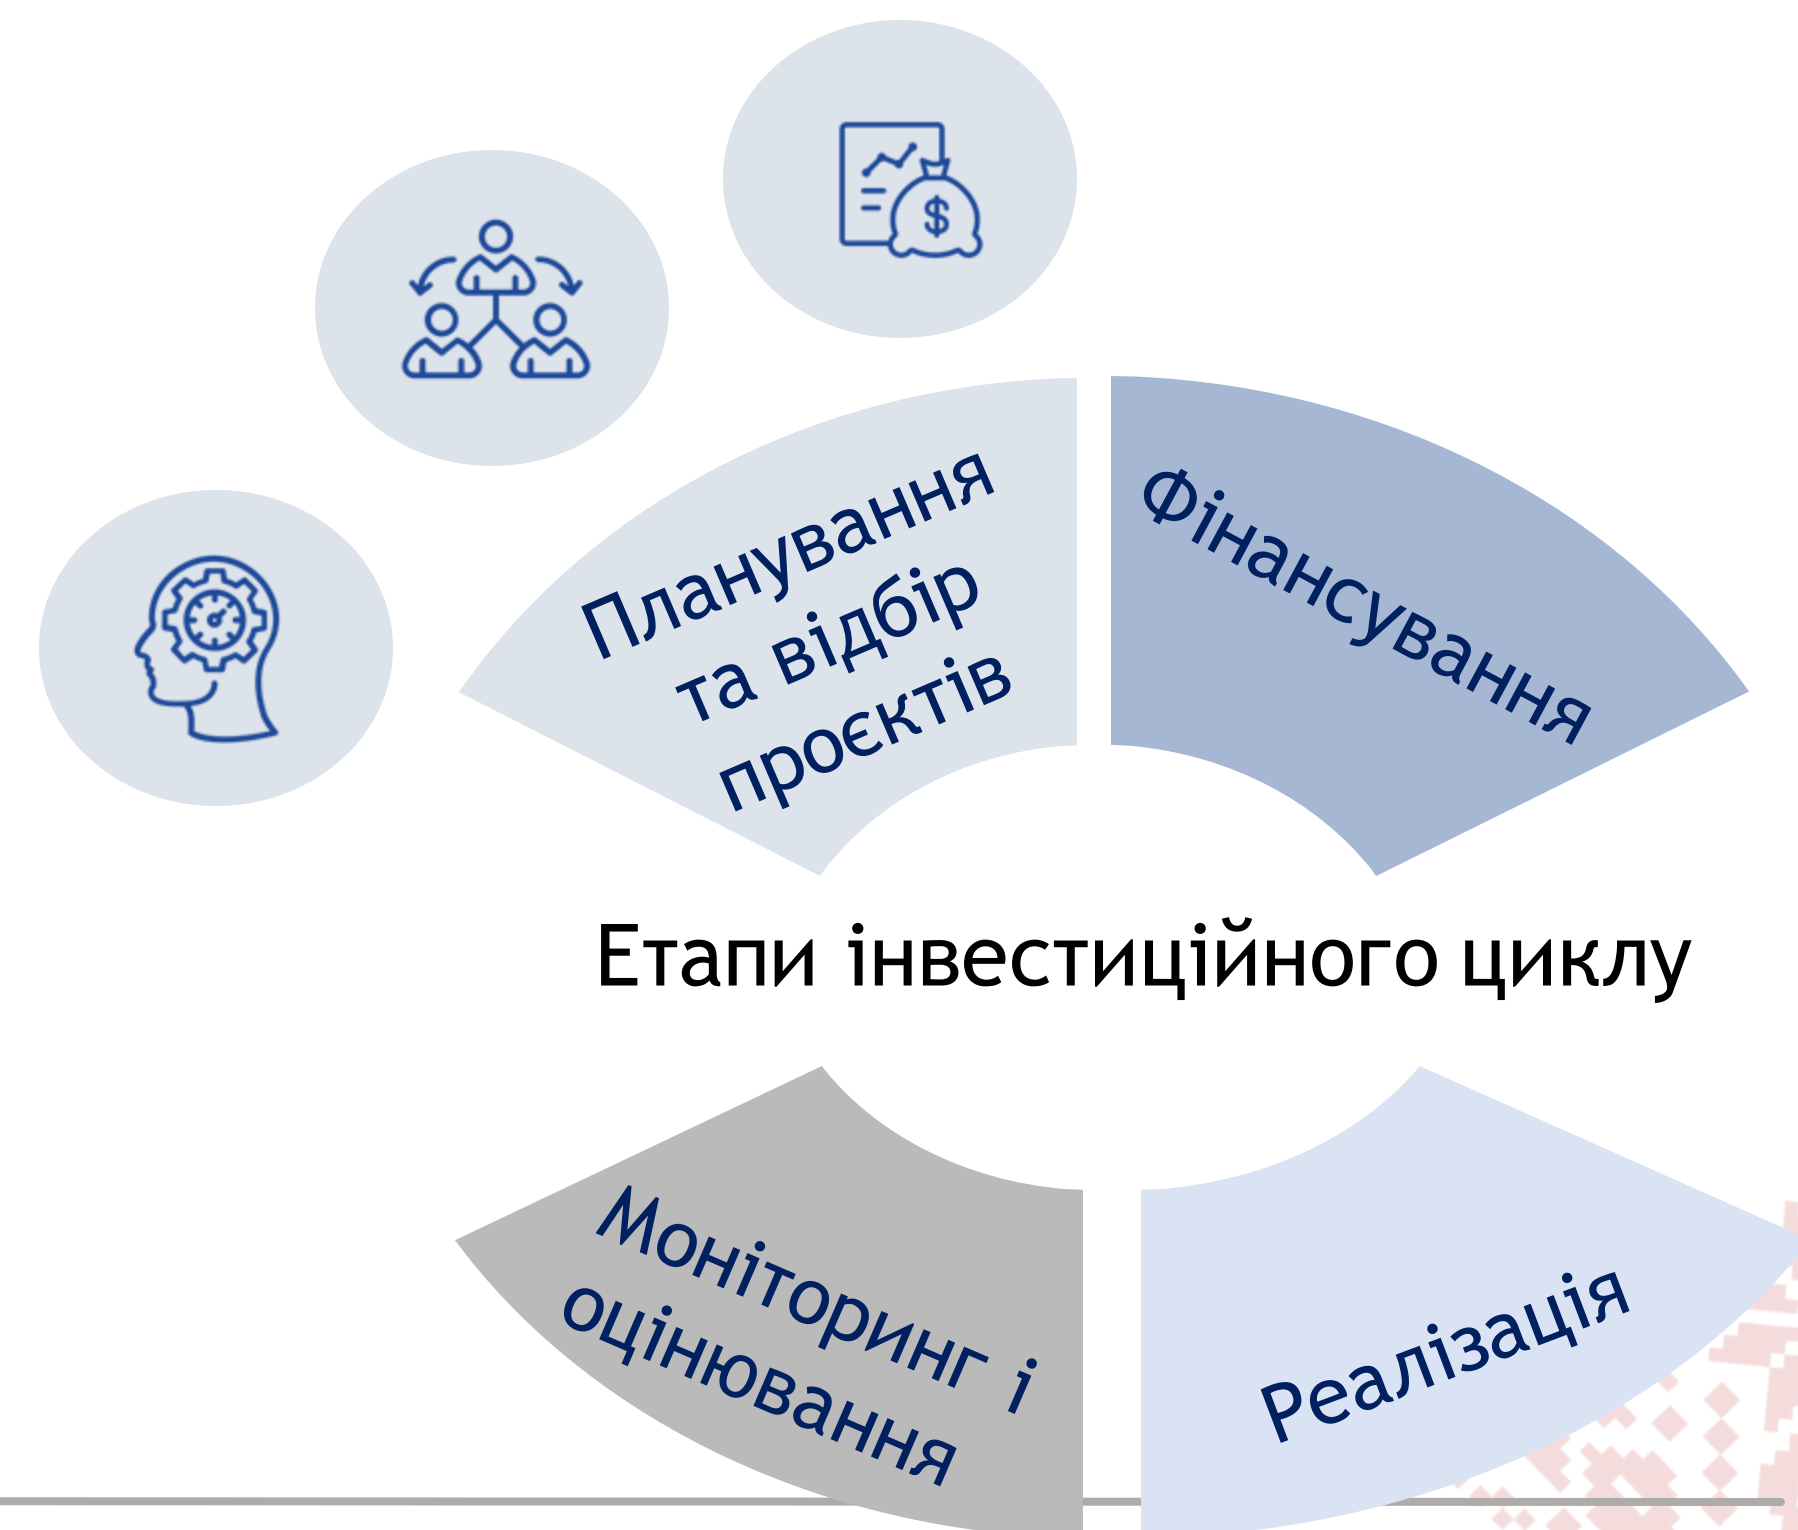 $
Планування
та відбір
проєктів
Фінансування
Етапи інвестиційного циклу
Моніторинг і
оцінювання
Реалізація